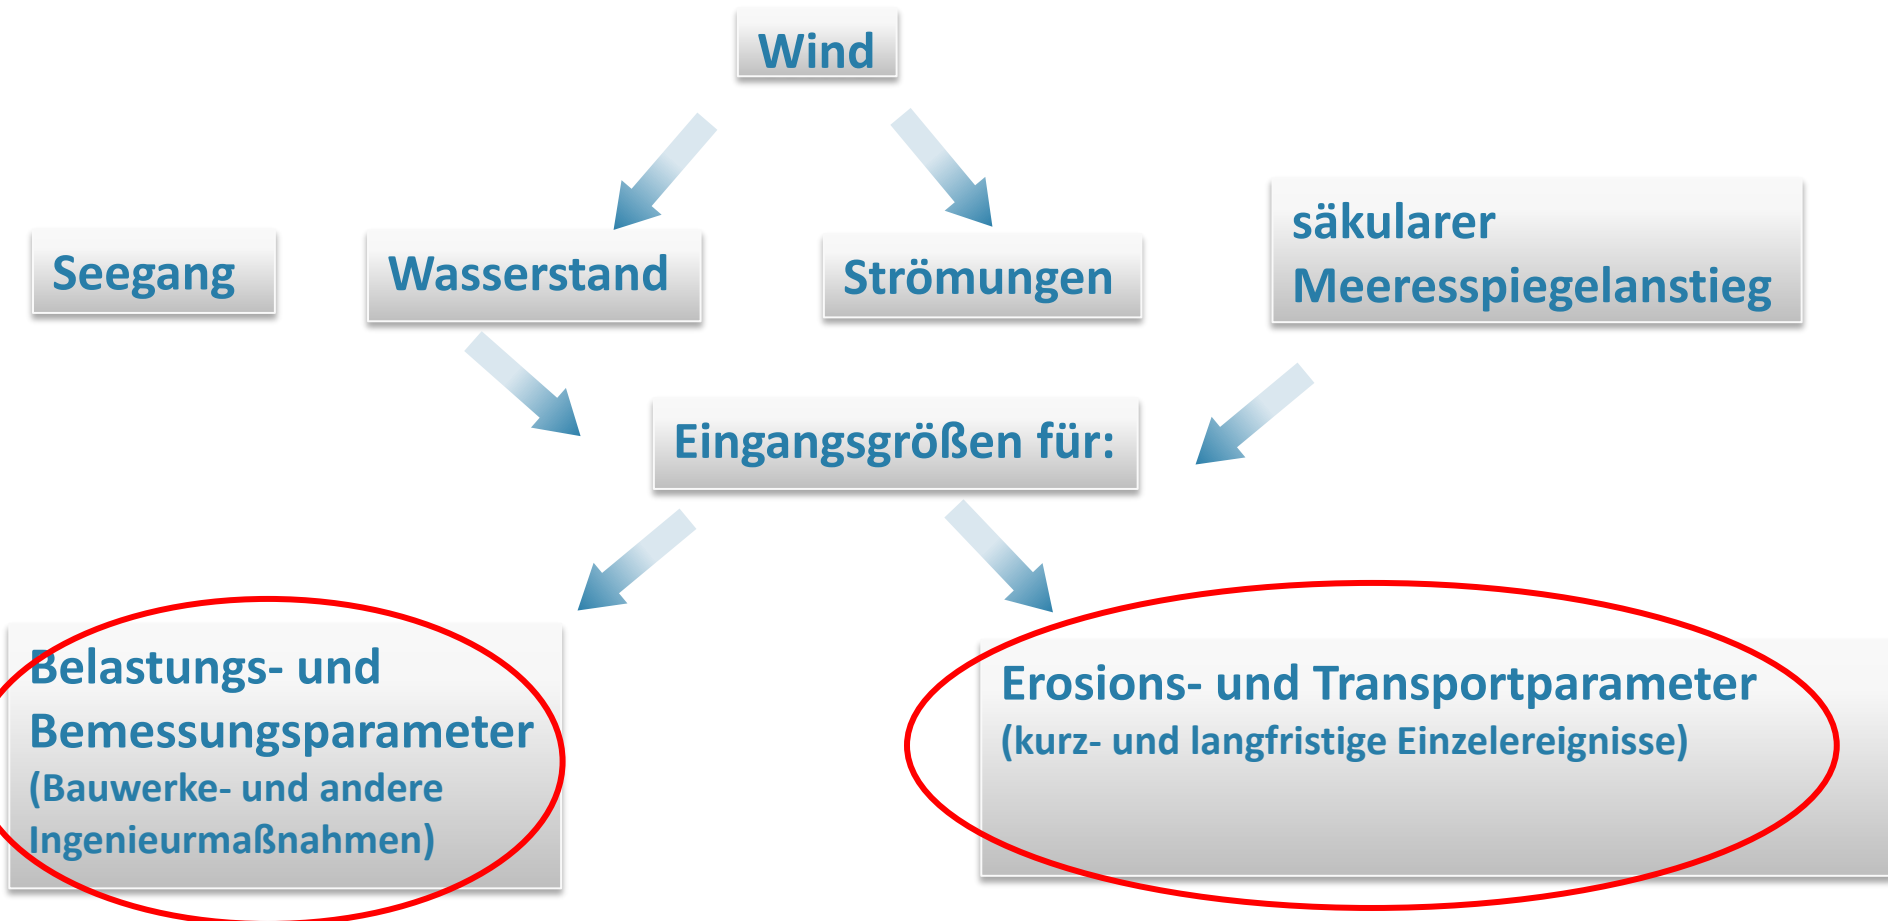 Wind
Seegang
Wasserstand
Strömungen
säkularer
Meeresspiegelanstieg
Eingangsgrößen für:
Belastungs- und
Bemessungsparameter
(Bauwerke- und andere
Ingenieurmaßnahmen)
Erosions- und Transportparameter
(kurz- und langfristige Einzelereignisse)